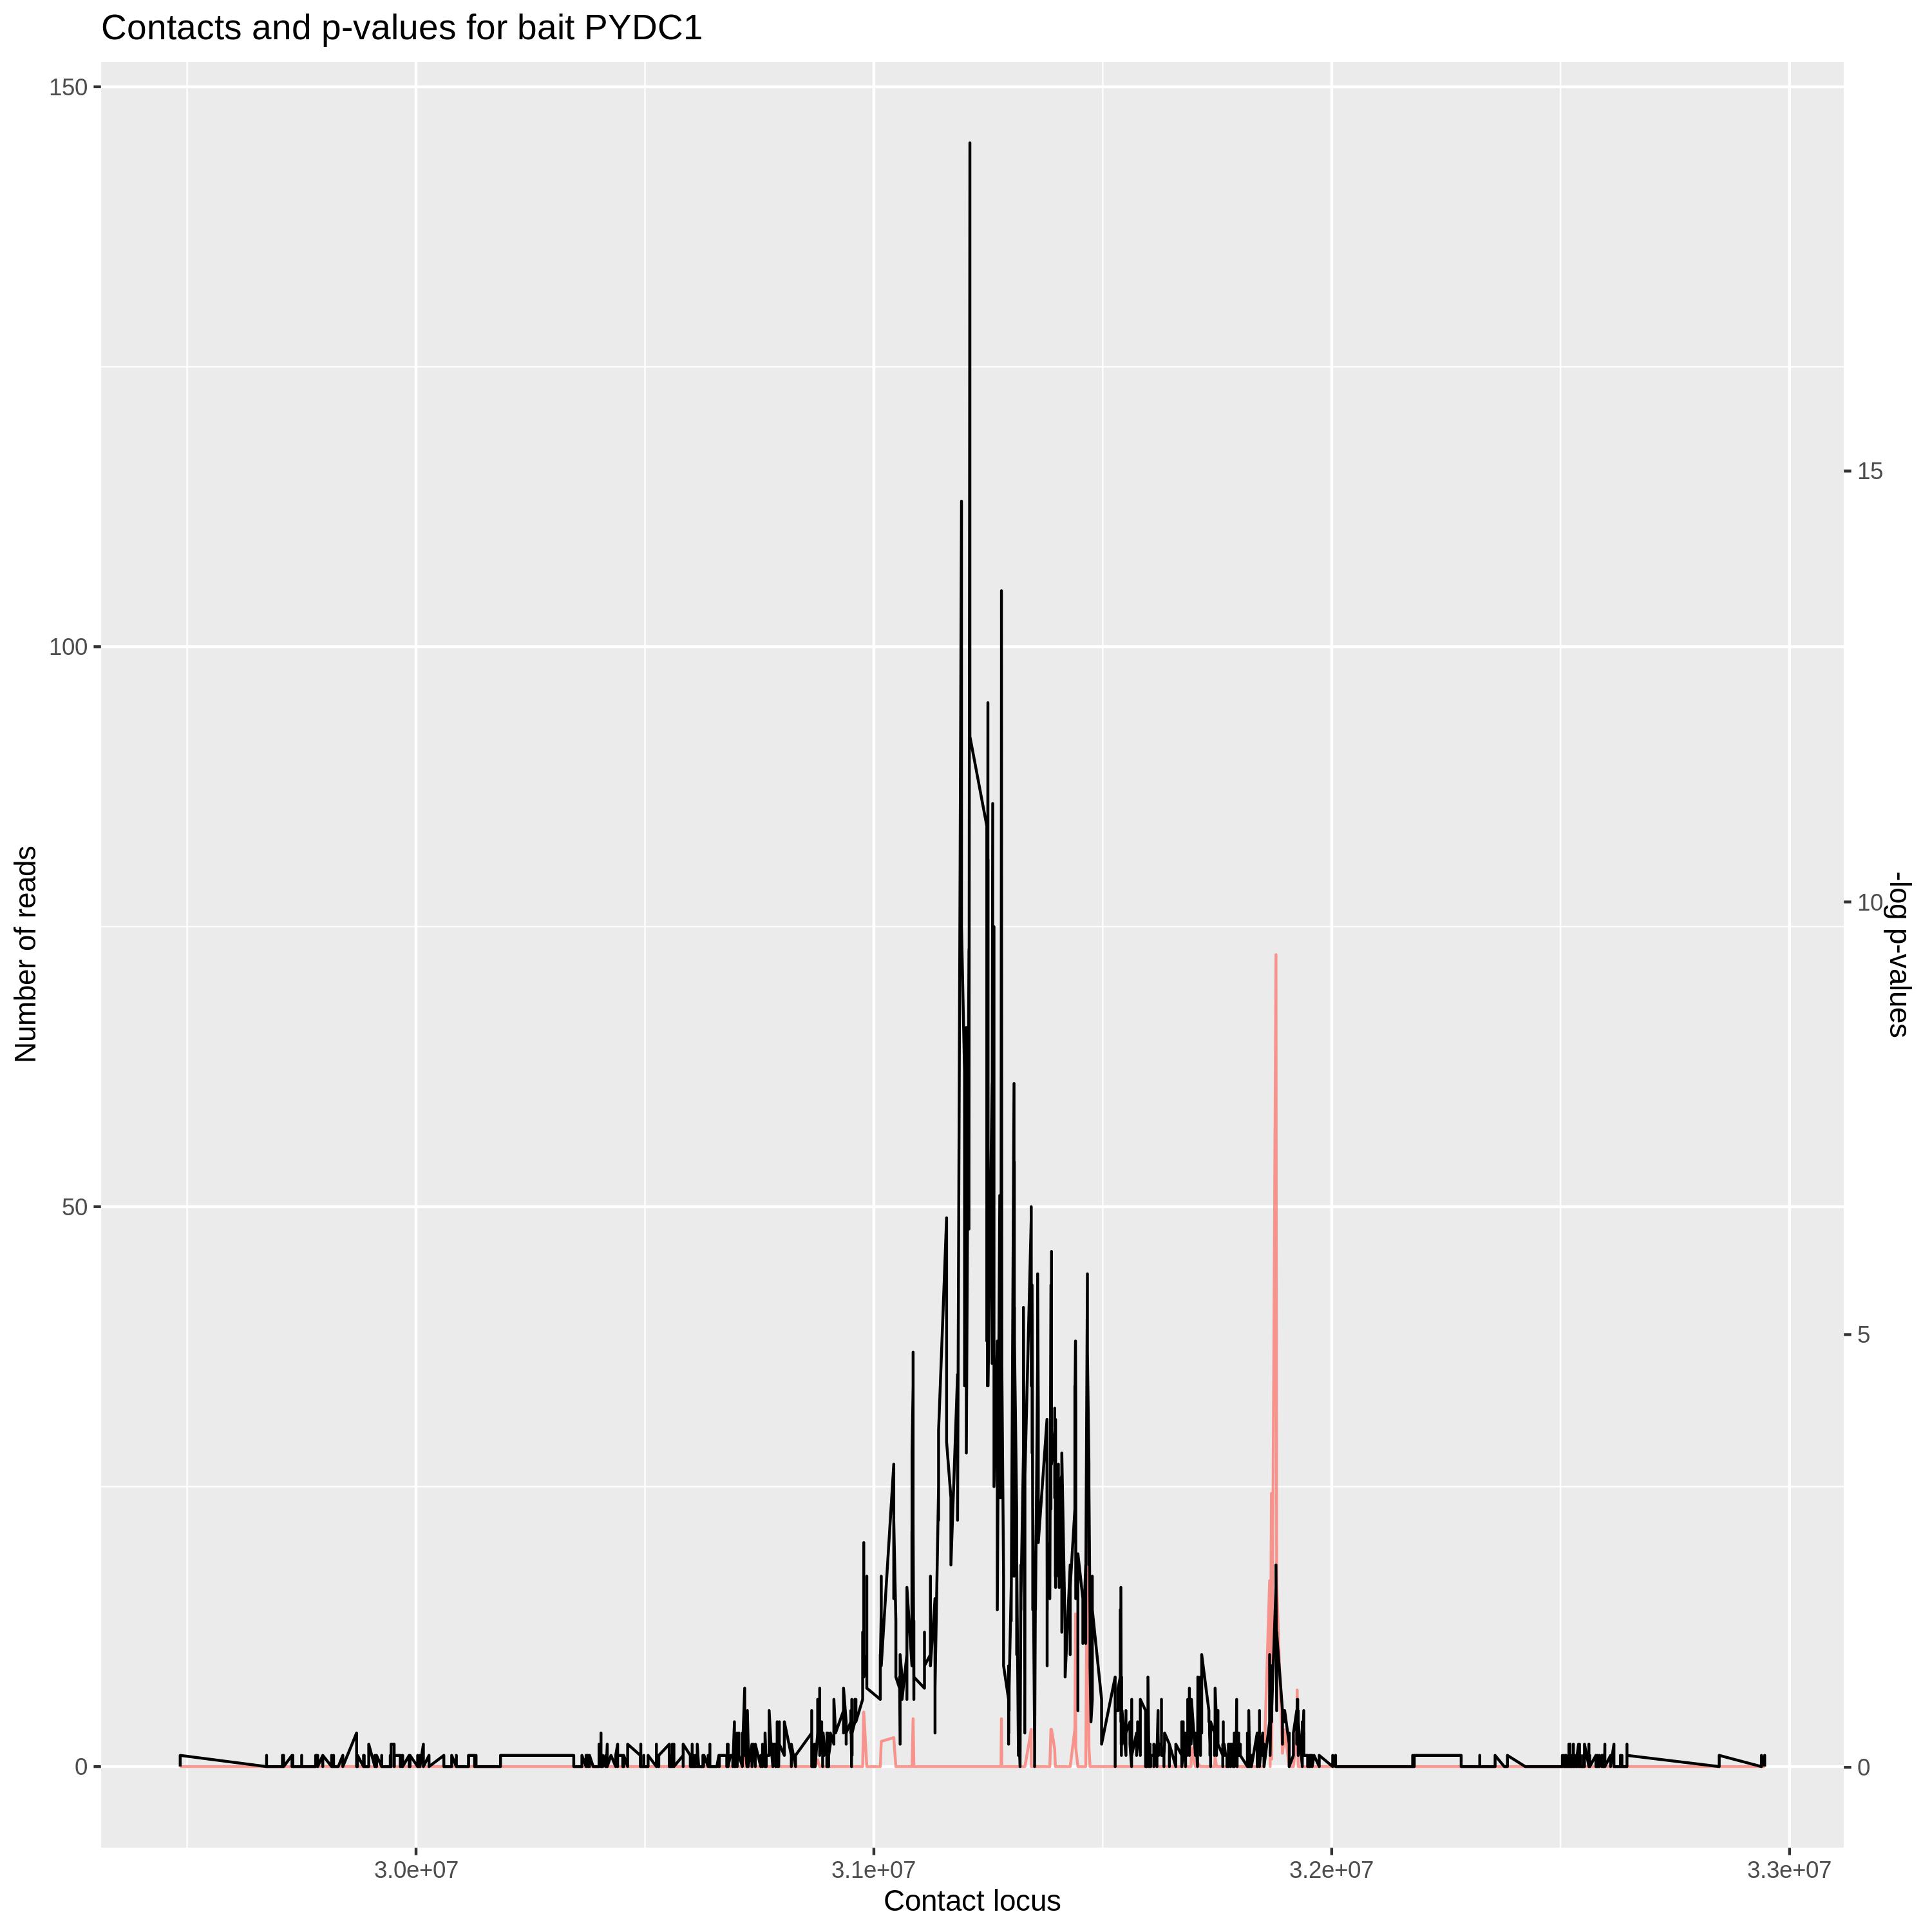 Contacts and p-values for bait PYDC1
150
100
50
0
Number of reads
15
10
5
0
-log p-values
3.0e+07
3.1e+07
3.2e+07
3.3e+07
Contact locus